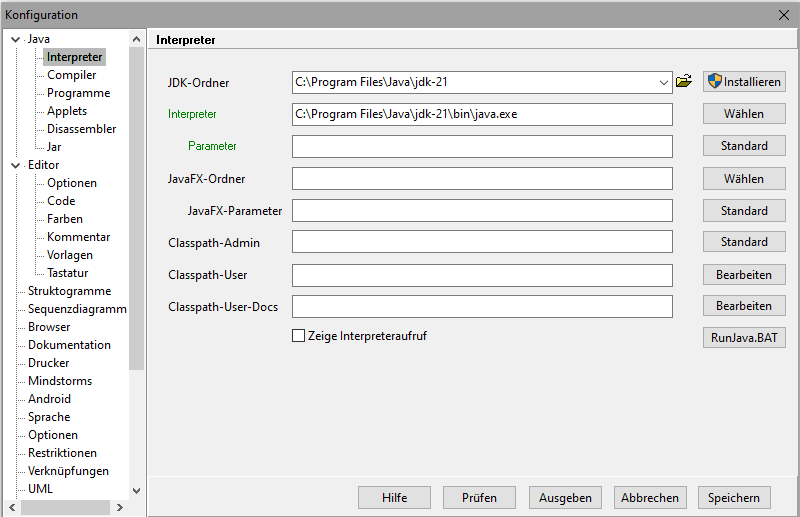 Konfiguration
Java
Interpreter
Compiler
Programme
Applets
Disassembler
Jar
Editor
Optionen
Code
Farben
Kommentar
Vorlagen
Tastatur
Struktogramme
Sequenzdiagramm
Browser
Dokumentation
Drucker
Mindstorms
Android
Sprache
Optionen
Restriktionen
Verknüpfungen
UML
Interpreter
JDK-Ordner C:\Program Files\Java\jdk-21 Installieren
Interpreter C:\Program Files\Java\jdk-21\bin\java.exe Wählen
Parameter Standard
JavaFX-Ordner Wählen
JavaFX-Parameter Standard
Classpath-Admin Standard
Classpath-User Bearbeiten
Classpath-User-Docs Bearbeiten
Zeige Interpreteraufruf RunJava.BAT
Hilfe Prüfen Ausgeben Abbrechen Speichern